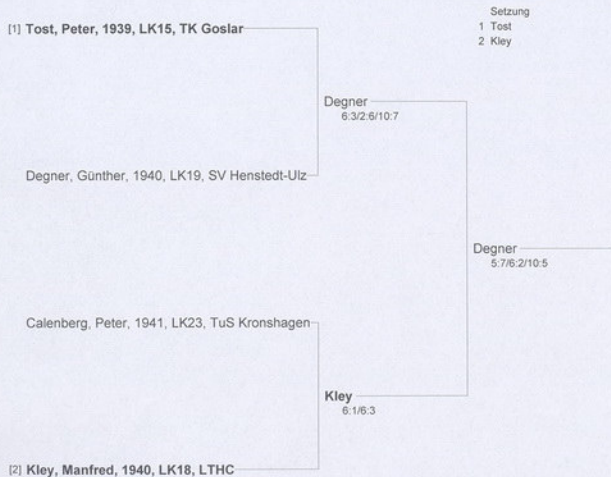 Setzung
1 Tost
2 Kley
[1] Tost, Peter, 1939, LK15, TK Goslar
Degner
6:3/2:6/10:7
Degner, Günther, 1940, LK19, SV Henstedt-Ulz
Degner
5:7/6:2/10:5
Calenberg, Peter, 1941, LK23, TuS Kronshagen
Kley
6:1/6:3
[2] Kley, Manfred, 1940, LK18, LTHC